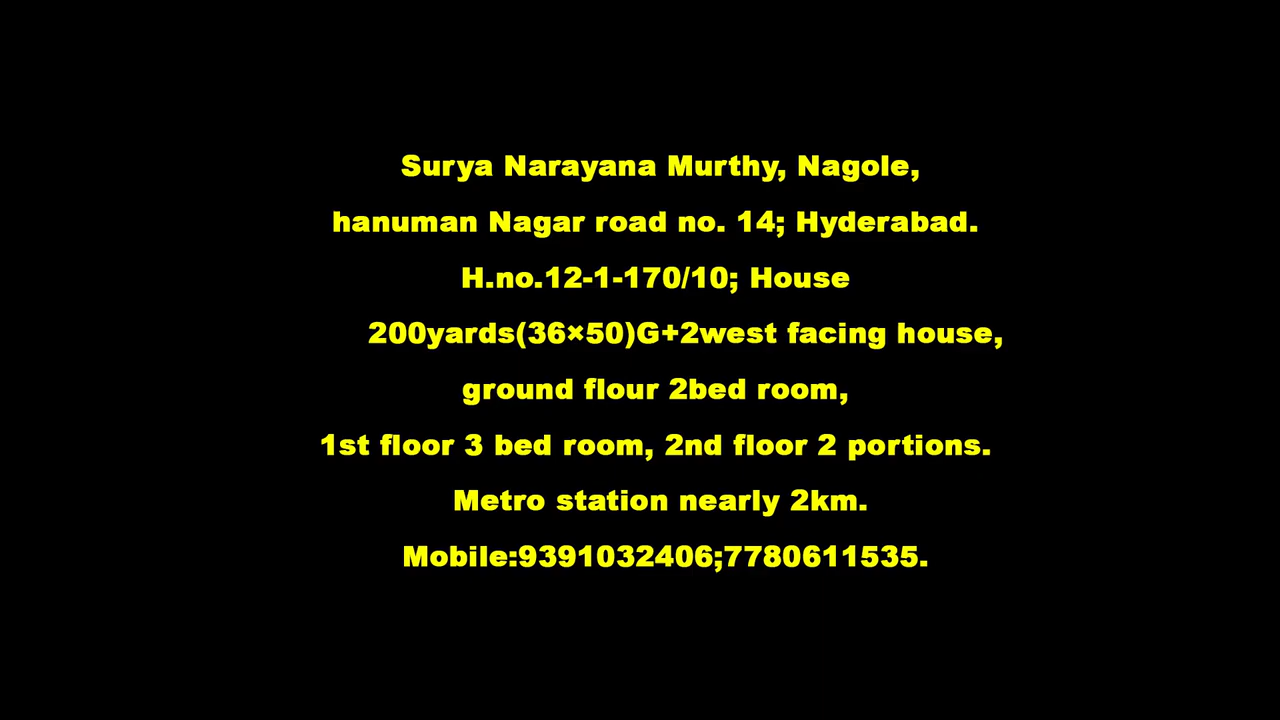 Surya Narayana Murthy, Nagole,
hanuman Nagar road no. 14; Hyderabad.
H.no.12-1-170/10; House
200yards(36×50)G+2west facing house,
ground flour 2bed room,
1st floor 3 bed room, 2nd floor 2 portions.
Metro station nearly 2km.
Mobile:9391032406;7780611535.